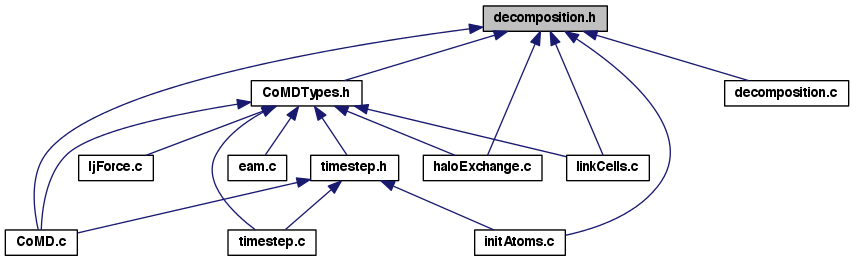 decomposition.h
CoMDTypes.h
decomposition.c
ljForce.c
eam.c
timestep.h
haloExchange.c
linkCells.c
CoMD.c
timestep.c
initAtoms.c